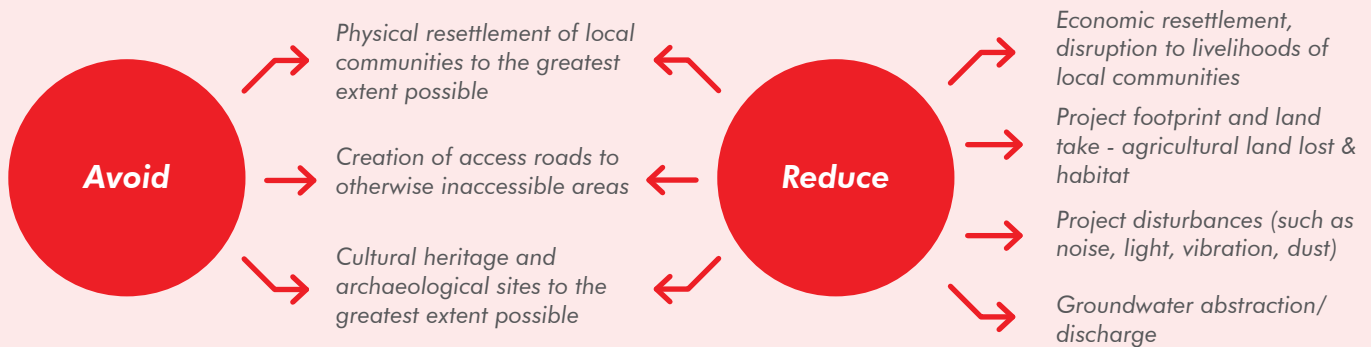 Avoid
Physical resettlement of local
communities to the greatest
extent possible
Creation of access roads to
otherwise inaccessible areas
Cultural heritage and
archaeological sites to the
greatest extent possible
Reduce
Economic resettlement,
disruption to livelihoods of
local communities
Project footprint and land
take - agricultural land lost &
habitat
Project disturbances (such as
noise, light, vibration, dust)
Groundwater abstraction/
discharge